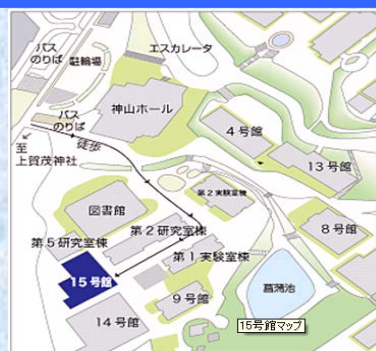 バス
のりば
駐輪場
エスカレータ
バス
のりば
神山ホール
徒歩
至
上賀茂神社
4号館
13号館
第2実験室棟
図書館
第2研究室棟
8号館
第5研究室棟
第1実験室棟
15号館
9号館
菖蒲池
14号館
15号館マップ